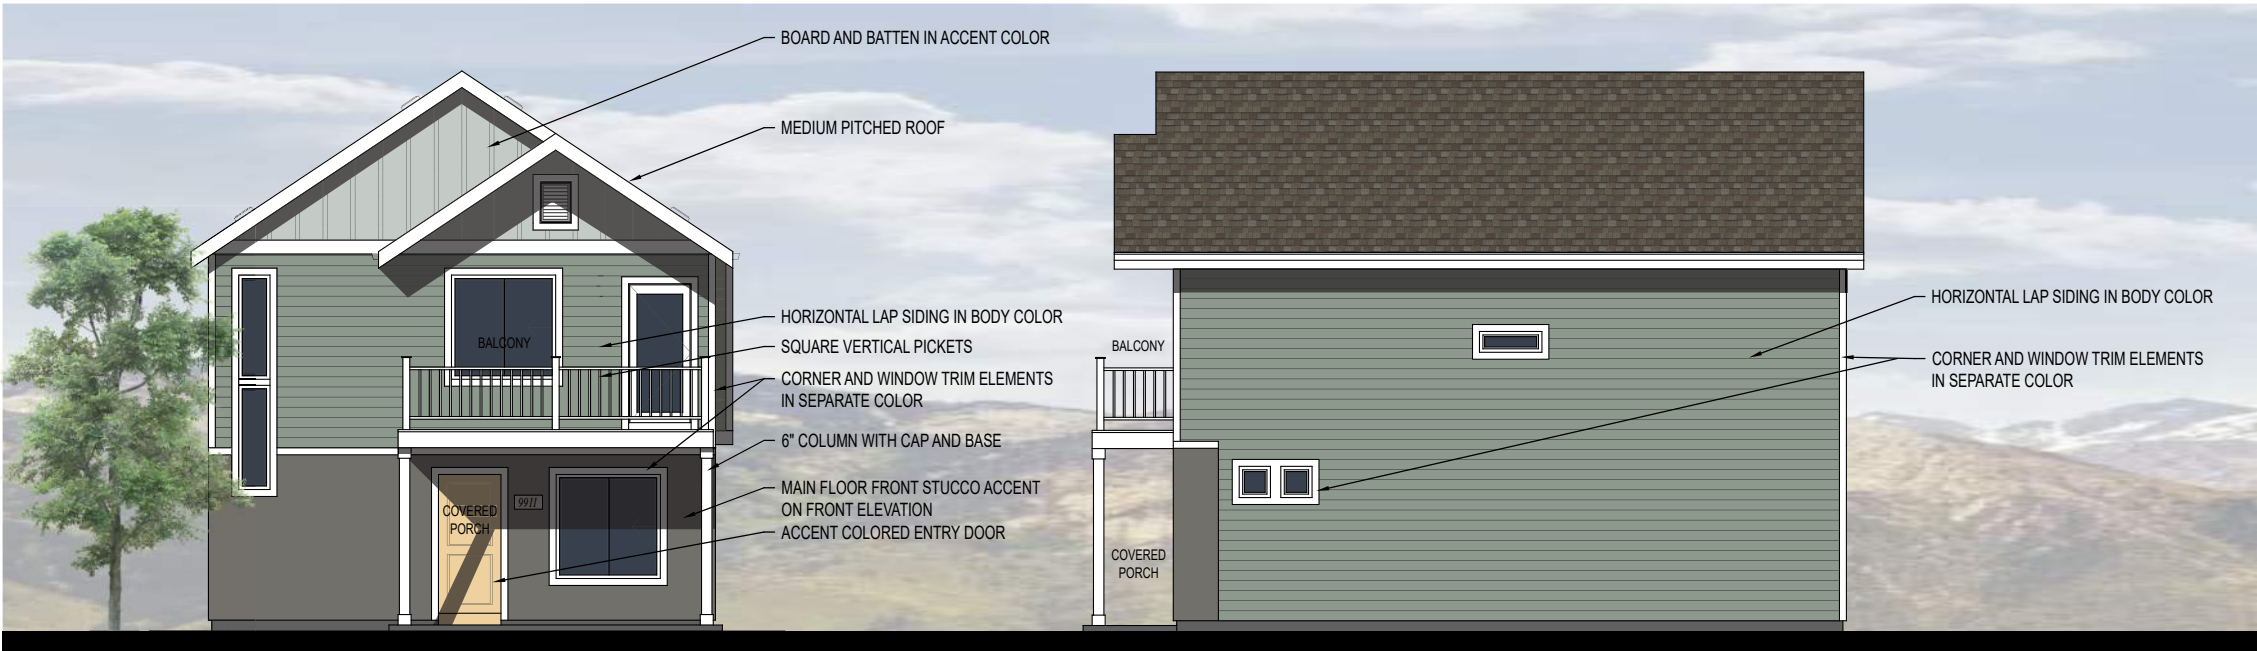 BOARD AND BATTEN IN ACCENT COLOR
MEDIUM PITCHED ROOF
HORIZONTAL LAP SIDING IN BODY COLOR
SQUARE VERTICAL PICKETS
CORNER AND WINDOW TRIM ELEMENTS
IN SEPARATE COLOR
6" COLUMN WITH CAP AND BASE
MAIN FLOOR FRONT STUCCO ACCENT
ON FRONT ELEVATION
ACCENT COLORED ENTRY DOOR
BALCONY
COVERED
PORCH
9911
BALCONY
COVERED
PORCH
HORIZONTAL LAP SIDING IN BODY COLOR
CORNER AND WINDOW TRIM ELEMENTS
IN SEPARATE COLOR